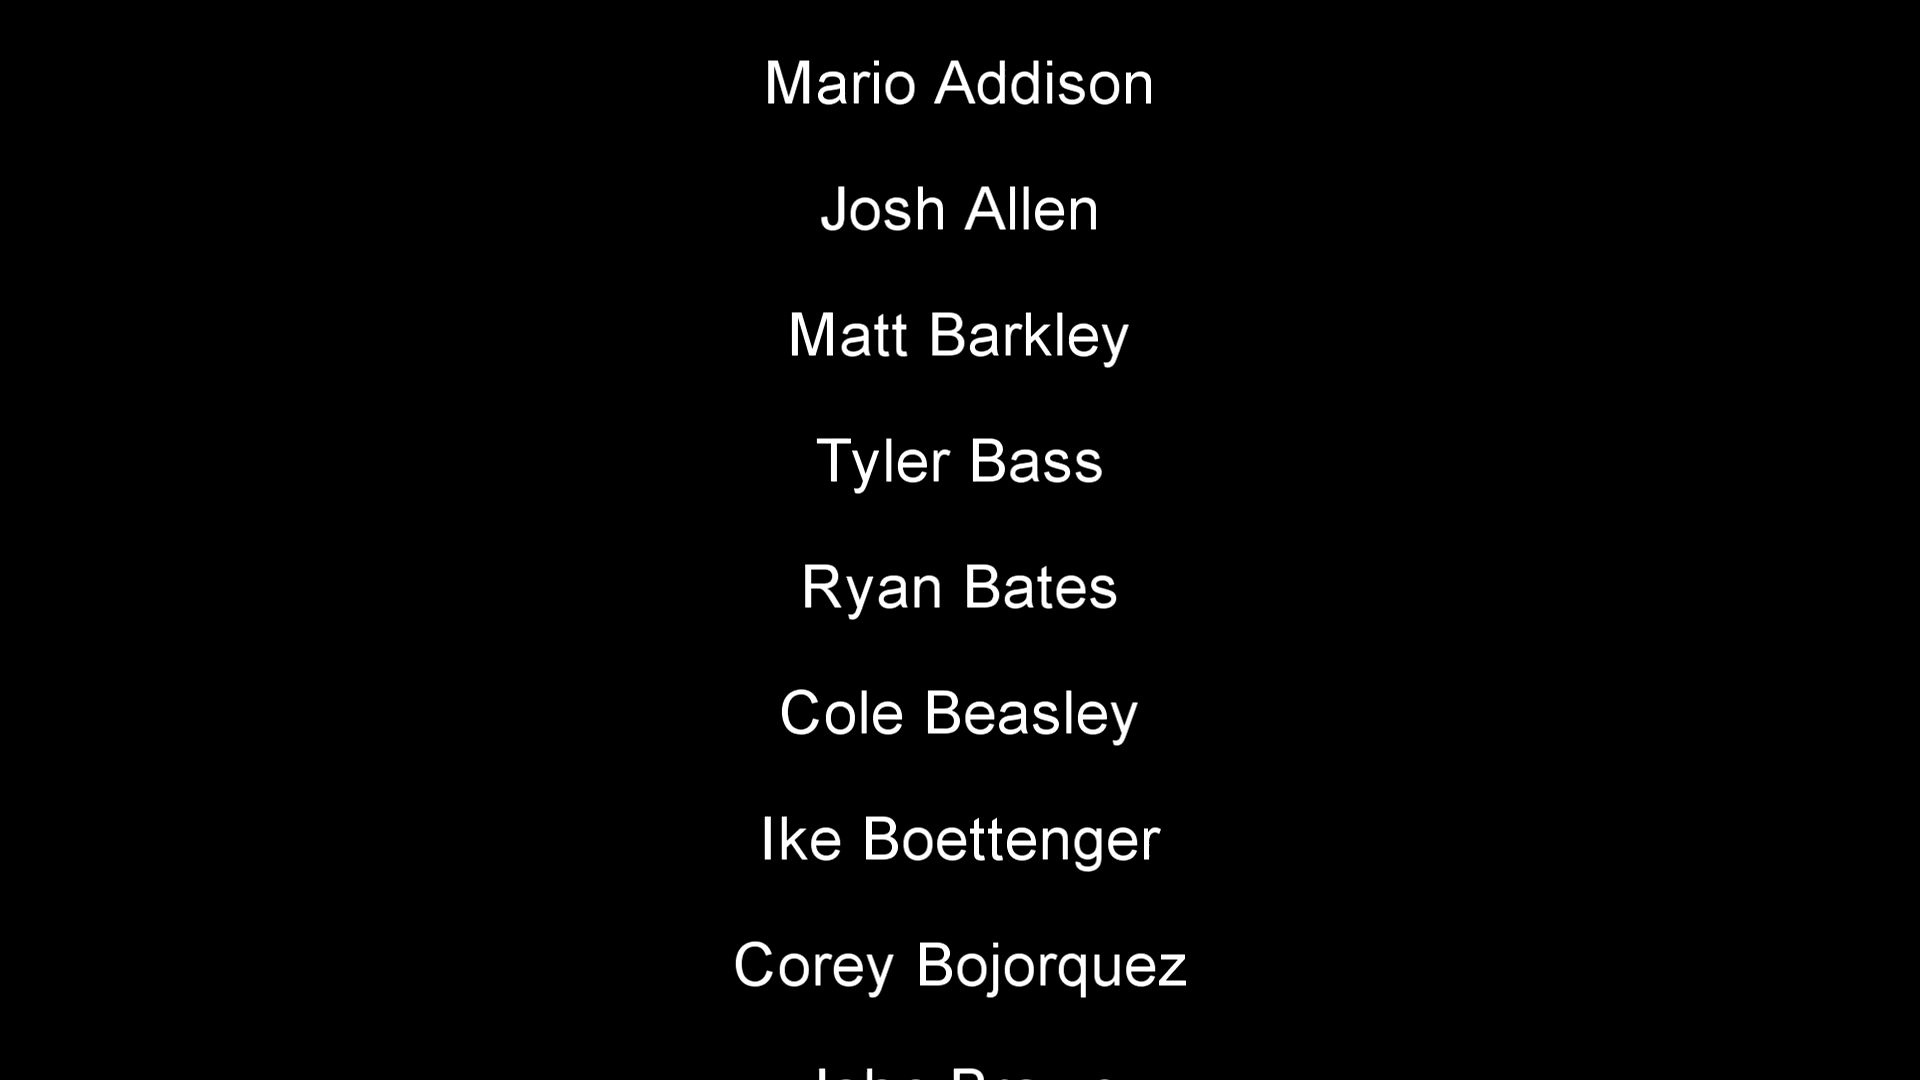 Mario Addison
Josh Allen
Matt Barkley
Tyler Bass
Ryan Bates
Cole Beasley
Ike Boettenger
Corey Bojorquez